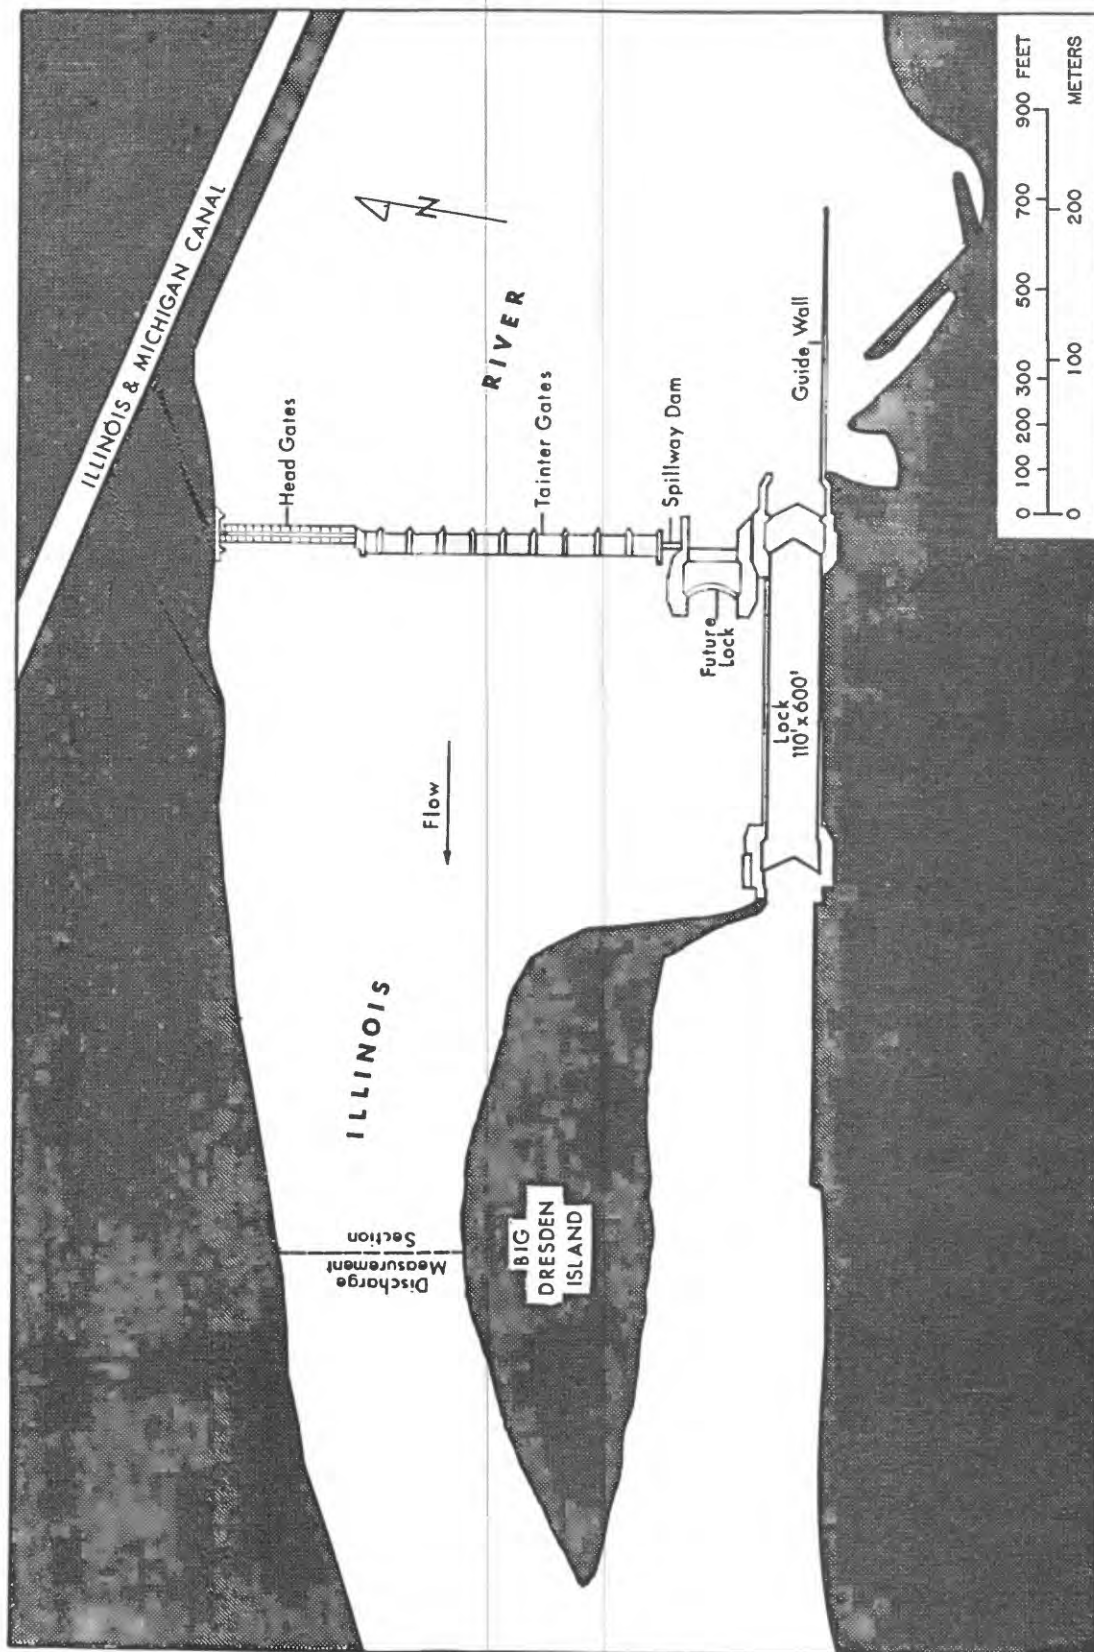 ILLINOIS & MICHIGAN CANAL
N
RIVER
Head Gates
Tainter Gates
Spillway Dam
Guide Wall
Future
Lock
Lock
110'x600'
Flow
ILLINOIS
Discharge
Measurement
Section
BIG
DRESDEN
ISLAND
0 100 200 300 500 700 900 FEET
0 100 200 METERS